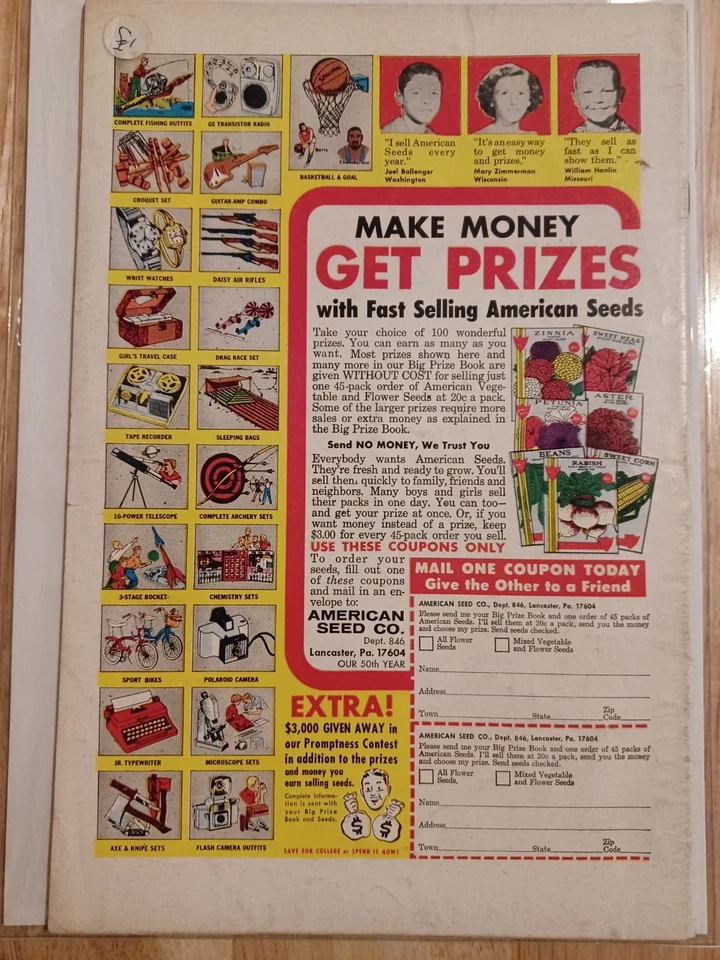 £1
COMPLETE FISHING OUTFITS
GE TRANSISTOR RADIO
SPALDING
Barry
Chamberlain
BASKETBALL & GOAL
CROQUET SET
GUITAR-AMP COMBO
WRIST WATCHES
DAISY AIR RIFLES
GIRL'S TRAVEL CASE
DRAG RACE SET
TAPE RECORDER
SLEEPING BAGS
10-POWER TELESCOPE
COMPLETE ARCHERY SETS
3-STAGE ROCKET
CHEMISTRY SETS
SPORT BIKES
POLAROID CAMERA
JR. TYPEWRITER
MICROSCOPE SETS
AXE & KNIFE SETS
FLASH CAMERA OUTFITS
"I sell American
Seeds every
year."
Joel Ballenger
Washington
"It's an easy way
to get money
and prizes."
Mary Zimmerman
Wisconsin
"They sell as
fast as I can
show them."
William Hanlin
Missouri
MAKE MONEY
GET PRIZES
with Fast Selling American Seeds
Take your choice of 100 wonderful
prizes. You can earn as many as you
want. Most prizes shown here and
many more in our Big Prize Book are
given WITHOUT COST for selling just
one 45-pack order of American Vege-
table and Flower Seeds at 20c a pack.
Some of the larger prizes require more
sales or extra money as explained in
the Big Prize Book.
Send NO MONEY, We Trust You
Everybody wants American Seeds.
They're fresh and ready to grow. You'll
sell them quickly to family, friends and
neighbors. Many boys and girls sell
their packs in one day. You can too—
and get your prize at once. Or, if you
want money instead of a prize, keep
$3.00 for every 45-pack order you sell.
ZINNIA
SWEET PEAS
PETUNIA
ASTER
BEANS
RADISH
SWEET CORN
USE THESE COUPONS ONLY
To order your
seeds, fill out one
of these coupons
and mail in an en-
velope to:
AMERICAN
SEED CO.
Dept. 846
Lancaster, Pa. 17604
OUR 50th YEAR
MAIL ONE COUPON TODAY
Give the Other to a Friend
AMERICAN SEED CO., Dept. 846, Lancaster, Pa. 17604
Please send me your Big Prize Book and one order of 45 packs of
American Seeds. I'll sell them at 20c a pack, send you the money
and choose my prize. Send seeds checked.
All Flower
Seeds
Mixed Vegetable
and Flower Seeds
Name
Address
Town State Zip Code
AMERICAN SEED CO., Dept. 846, Lancaster, Pa. 17604
Please send me your Big Prize Book and one order of 45 packs of
American Seeds. I'll sell them at 20c a pack, send you the money
and choose my prize. Send seeds checked.
All Flower
Seeds
Mixed Vegetable
and Flower Seeds
Name
Address
Town State Zip Code
EXTRA!
$3,000 GIVEN AWAY in
our Promptness Contest
in addition to the prizes
and money you
earn selling seeds.
Complete informa-
tion is sent with
your Big Prize
Book and Seeds.
$ $
SAVE FOR COLLEGE or SPEND IT NOW!